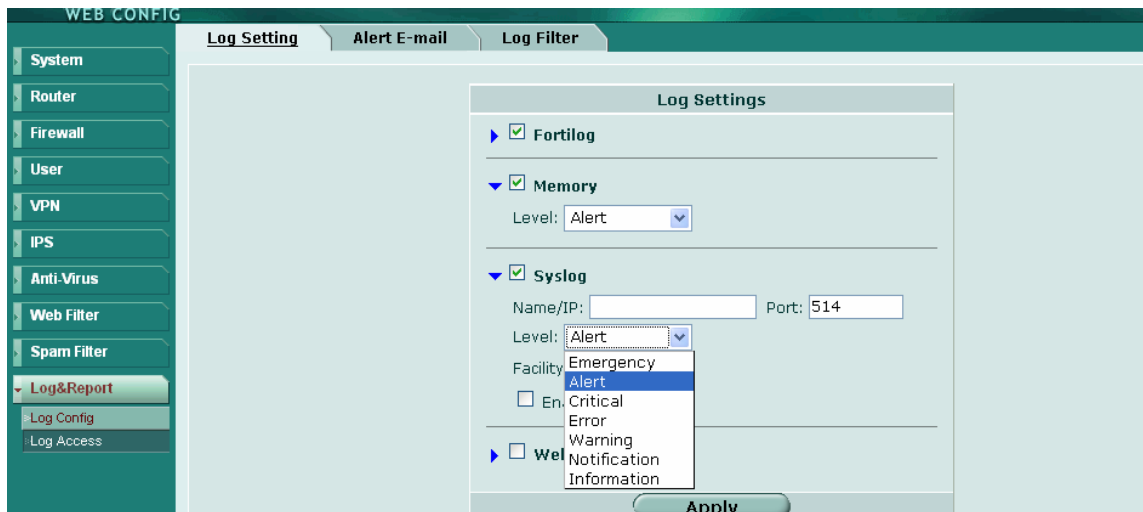 WEB CONFIG
Log Setting Alert E-mail Log Filter
System
Router
Firewall
User
VPN
IPS
Anti-Virus
Web Filter
Spam Filter
Log&Report
Log Config
Log Access
Log Settings
Fortilog
Memory
Level: Alert
Syslog
Name/IP: Port: 514
Level: Alert
Facility
Emergency
Alert
Critical
Error
Warning
Notification
Information
Apply